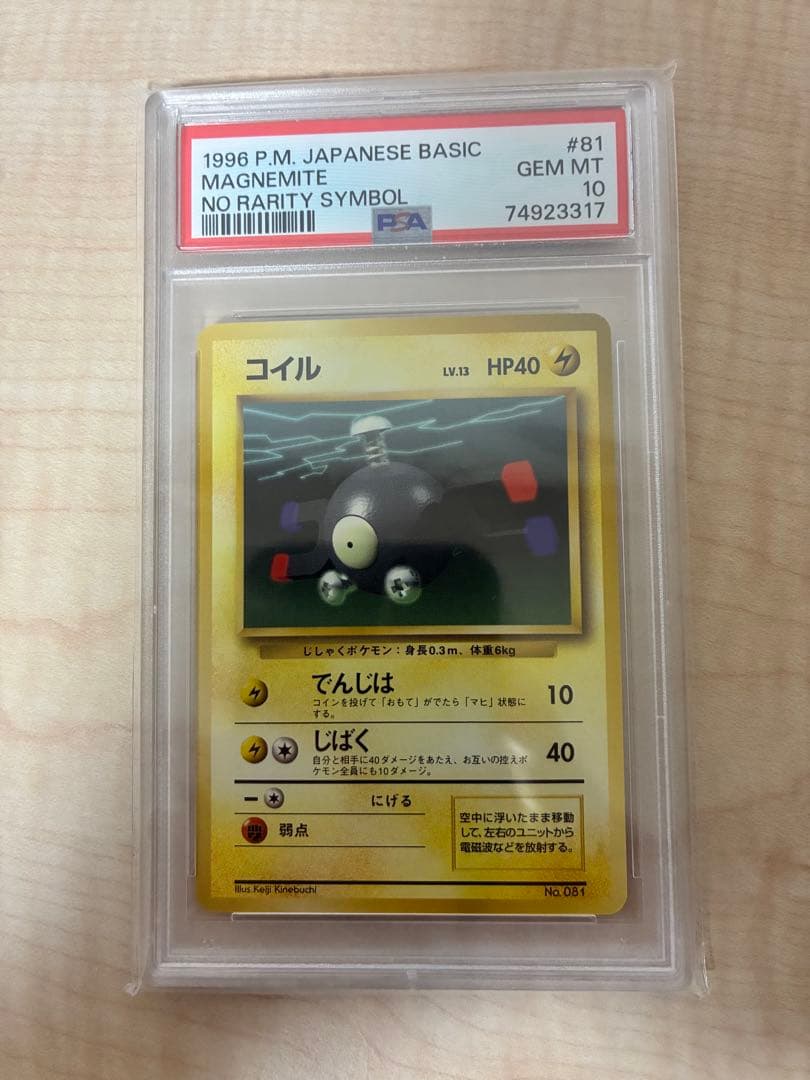 1996 P.M. JAPANESE BASIC #81
MAGNEMITE GEM MT
NO RARITY SYMBOL 10
PSA 74923317
コイル LV.13 HP40
じしゃくポケモン：身長0.3m、体重6kg
でんじは 10
コインを投げて「おもて」がでたら「マヒ」状態に
する。
じばく 40
自分と相手に40ダメージをあたえ、お互いの控えポ
ケモン全員にも10ダメージ。
にげる
弱点
空中に浮いたまま移動
して、左右のユニットから
電磁波などを放射する。
Illus.Keiji Kinebuchi No.081